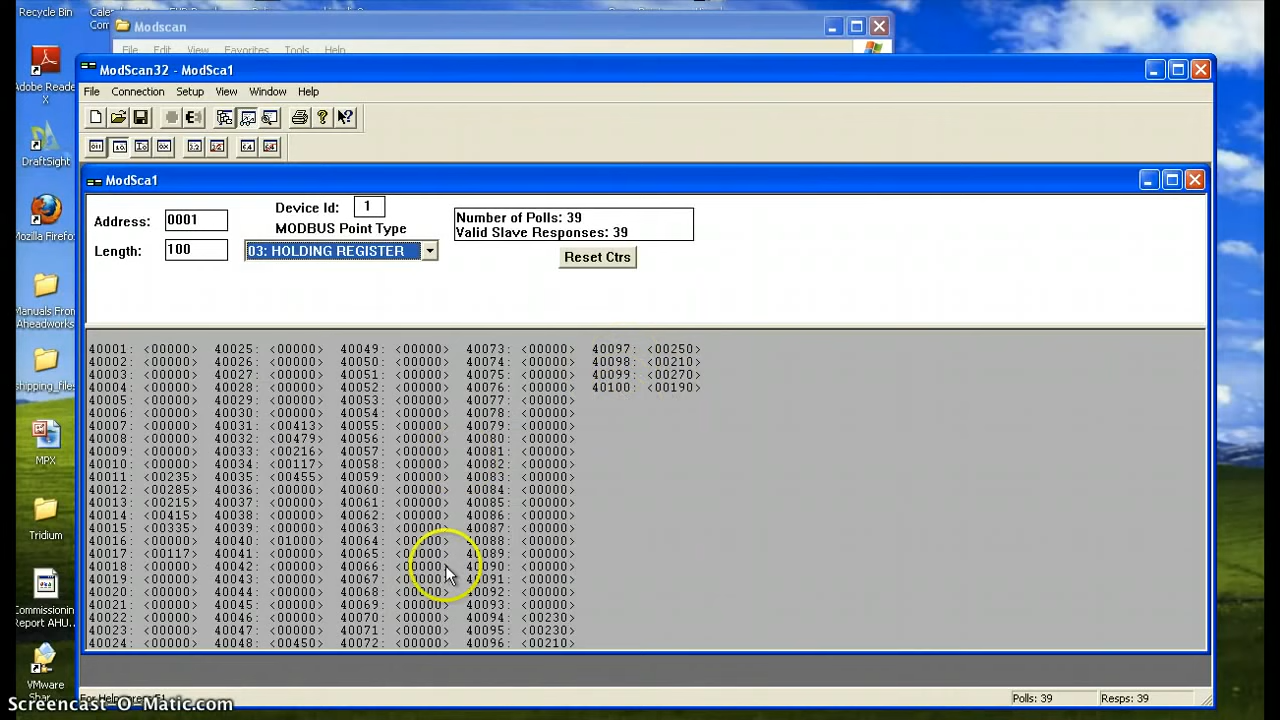 Recycle Bin
Modscan
File Edit View Favorites Tools Help
Adobe Reade
X
DraftSight
Mozilla Firefo
Manuals From
Aheadworks
shipping_files
MPX
Tridium
Commissionin
Report AHU
VMware
Shar
ModScan32 - ModSca1
File Connection Setup View Window Help
ModSca1
Address: 0001
Device Id: 1
MODBUS Point Type
Length: 100
03: HOLDING REGISTER
Number of Polls: 39
Valid Slave Responses: 39
Reset Ctrs
40001: <00000> 40025: <00000> 40049: <00000> 40073: <00000> 40097: <00250>
40002: <00000> 40026: <00000> 40050: <00000> 40074: <00000> 40098: <00210>
40003: <00000> 40027: <00000> 40051: <00000> 40075: <00000> 40099: <00270>
40004: <00000> 40028: <00000> 40052: <00000> 40076: <00000> 40100: <00190>
40005: <00000> 40029: <00000> 40053: <00000> 40077: <00000>
40006: <00000> 40030: <00000> 40054: <00000> 40078: <00000>
40007: <00000> 40031: <00413> 40055: <00000> 40079: <00000>
40008: <00000> 40032: <00479> 40056: <00000> 40080: <00000>
40009: <00000> 40033: <00216> 40057: <00000> 40081: <00000>
40010: <00000> 40034: <00117> 40058: <00000> 40082: <00000>
40011: <00235> 40035: <00455> 40059: <00000> 40083: <00000>
40012: <00285> 40036: <00000> 40060: <00000> 40084: <00000>
40013: <00215> 40037: <00000> 40061: <00000> 40085: <00000>
40014: <00415> 40038: <00000> 40062: <00000> 40086: <00000>
40015: <00335> 40039: <00000> 40063: <00000> 40087: <00000>
40016: <00000> 40040: <01000> 40064: <00000> 40088: <00000>
40017: <00117> 40041: <00000> 40065: <00000> 40089: <00000>
40018: <00000> 40042: <00000> 40066: <00000> 40090: <00000>
40019: <00000> 40043: <00000> 40067: <00000> 40091: <00000>
40020: <00000> 40044: <00000> 40068: <00000> 40092: <00000>
40021: <00000> 40045: <00000> 40069: <00000> 40093: <00000>
40022: <00000> 40046: <00000> 40070: <00000> 40094: <00230>
40023: <00000> 40047: <00000> 40071: <00000> 40095: <00230>
40024: <00000> 40048: <00450> 40072: <00000> 40096: <00210>
For Help
Polls: 39 Resps: 39
Screencast-O-Matic.com